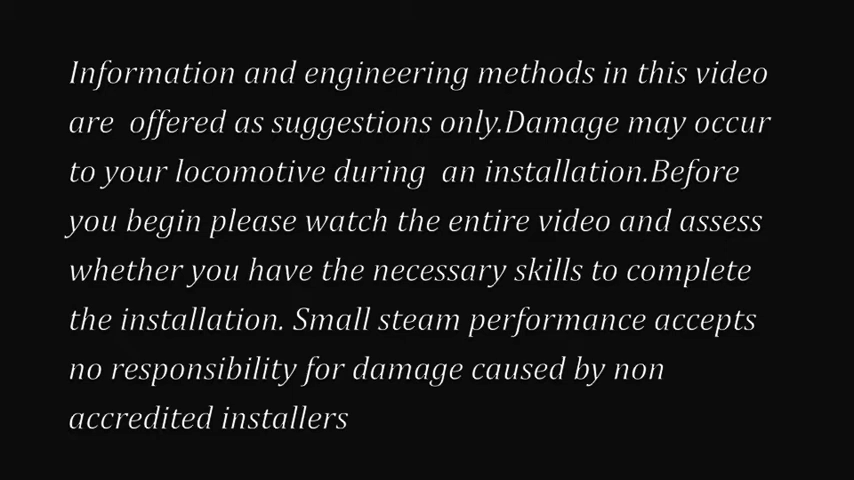 Information and engineering methods in this video
are  offered as suggestions only.Damage may occur
to your locomotive during  an installation.Before
you begin please watch the entire video and assess
whether you have the necessary skills to complete
the installation. Small steam performance accepts
no responsibility for damage caused by non
accredited installers